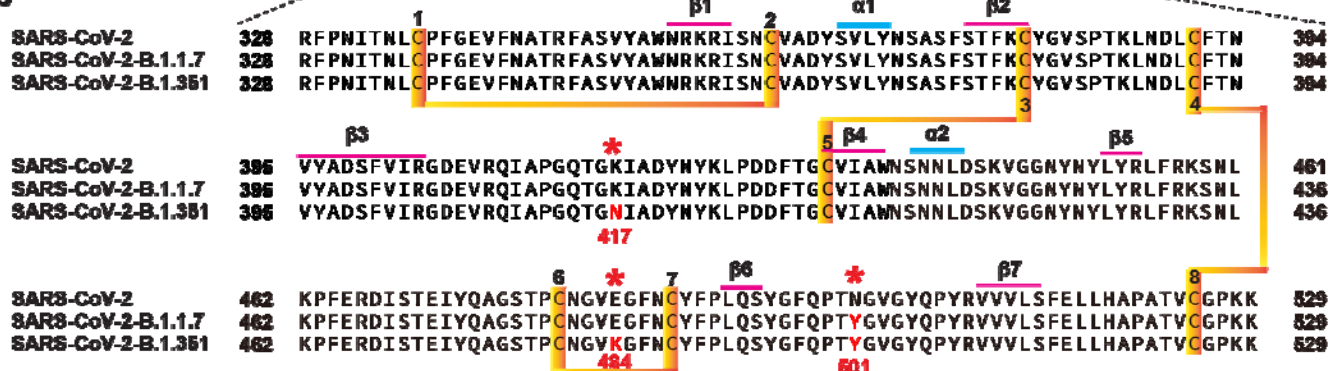 β1 α1 β2
1 2
SARS-CoV-2 328 RFPNITNLCPFGEVFNATRFASVYAWNRKRISNCVADYSVLYNSASFSTFKCYGVSPTKLNDLCFTN 394
SARS-CoV-2-B.1.1.7 328 RFPNITNLCPFGEVFNATRFASVYAWNRKRISNCVADYSVLYNSASFSTFKCYGVSPTKLNDLCFTN 394
SARS-CoV-2-B.1.351 328 RFPNITNLCPFGEVFNATRFASVYAWNRKRISNCVADYSVLYNSASFSTFKCYGVSPTKLNDLCFTN 394
3 4
β3 * 5 β4 α2 β5
SARS-CoV-2 395 VYADSFVIRGDEVRQIAPGQTGKIADYNYKLPDDFTGCVIAWNSNNLDSKVGGNYNYLYRLFRKSNL 461
SARS-CoV-2-B.1.1.7 395 VYADSFVIRGDEVRQIAPGQTGKIADYNYKLPDDFTGCVIAWNSNNLDSKVGGNYNYLYRLFRKSNL 436
SARS-CoV-2-B.1.351 395 VYADSFVIRGDEVRQIAPGQTGNIADYNYKLPDDFTGCVIAWNSNNLDSKVGGNYNYLYRLFRKSNL 436
417
6 * 7 β6 * β7 8
SARS-CoV-2 462 KPFERDISTEIYQAGSTPCNGVEGFNCYFPLQSYGFQPTNGVGYQPYRVVVLSFELLHAPATVCGPKK 529
SARS-CoV-2-B.1.1.7 462 KPFERDISTEIYQAGSTPCNGVEGFNCYFPLQSYGFQPTYGVGYQPYRVVVLSFELLHAPATVCGPKK 529
SARS-CoV-2-B.1.351 462 KPFERDISTEIYQAGSTPCNGVKGFNCYFPLQSYGFQPTYGVGYQPYRVVVLSFELLHAPATVCGPKK 529
484 501